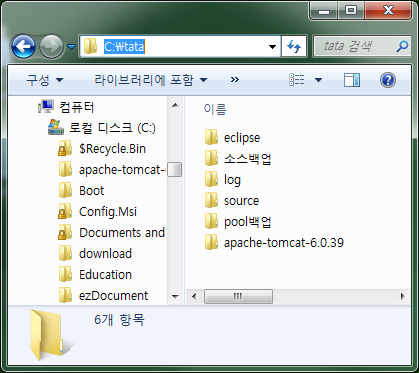 C:₩tata
tata 검색
구성
라이브러리에 포함
»
컴퓨터
로컬 디스크 (C:)
$Recycle.Bin
apache-tomcat-
Boot
Config.Msi
Documents and
download
Education
ezDocument
이름
eclipse
소스백업
log
source
pool백업
apache-tomcat-6.0.39
6개 항목